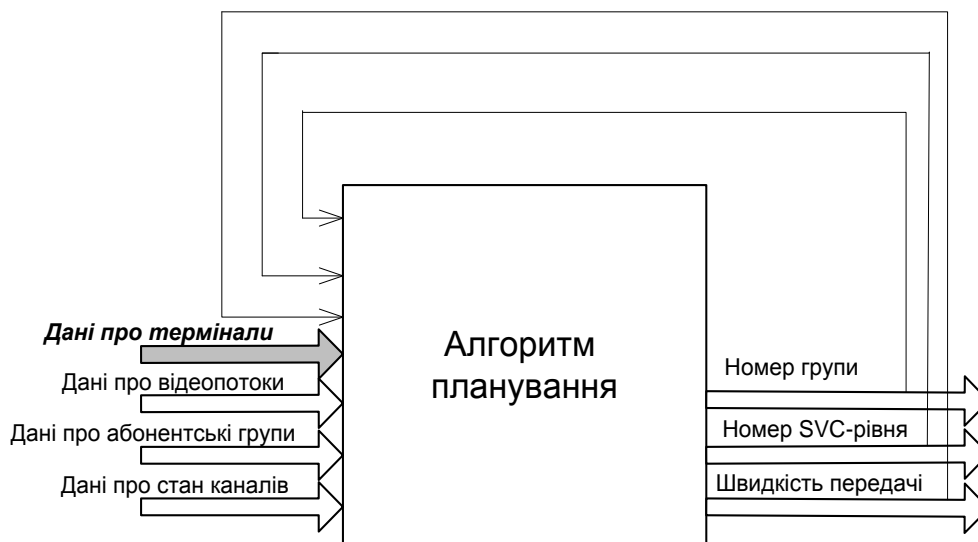 Дані про термінали
Дані про відеопотоки
Дані про абонентські групи
Дані про стан каналів
Алгоритм
планування
Номер групи
Номер SVC-рівня
Швидкість передачі